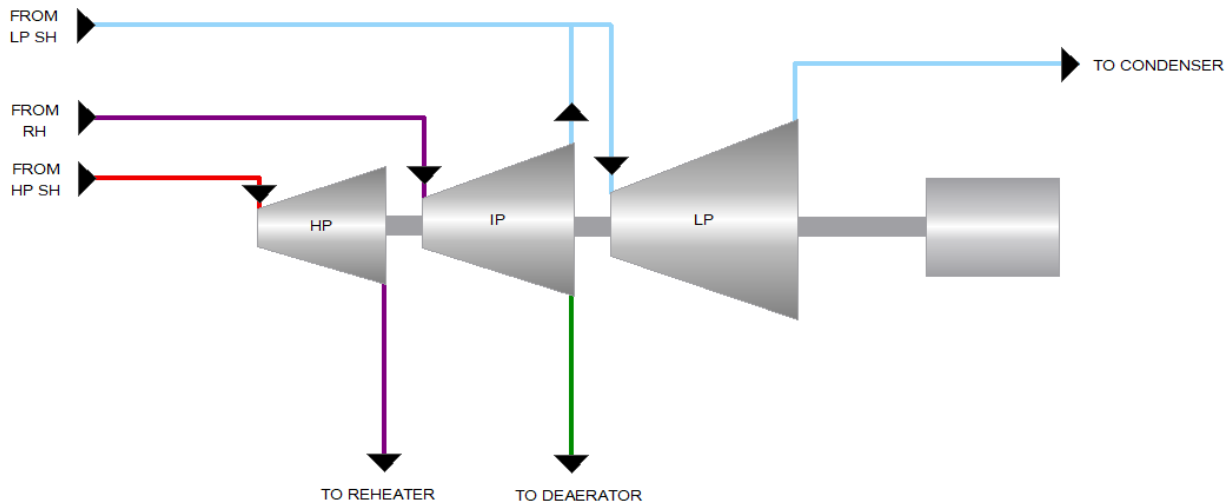 FROM
LP SH
TO CONDENSER
FROM
RH
FROM
HP SH
HP
IP
LP
TO REHEATER
TO DEAERATOR